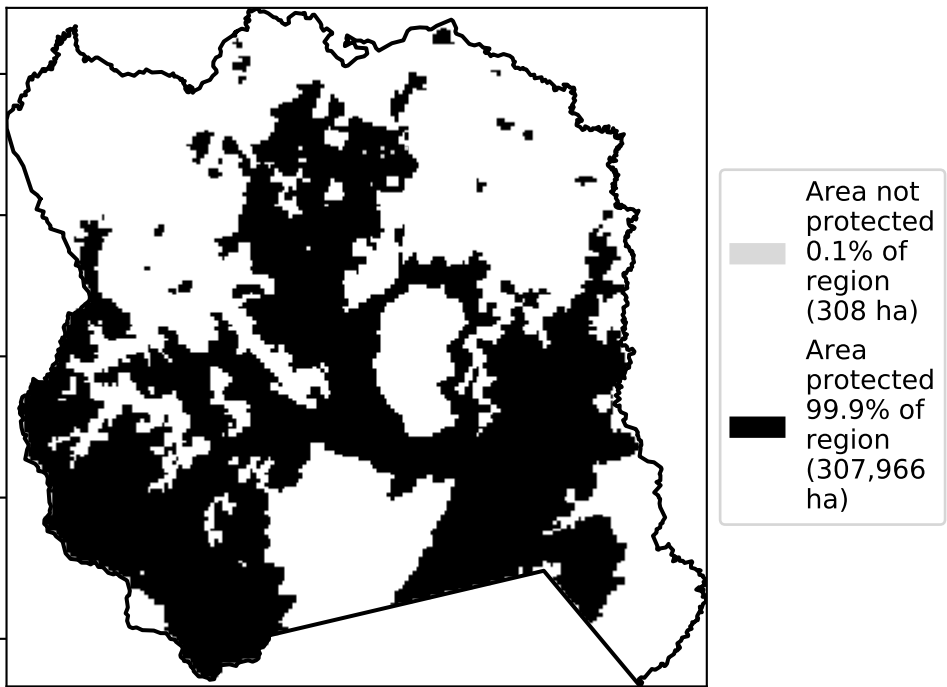 Area not
protected
0.1% of
region
(308 ha)
Area
protected
99.9% of
region
(307,966
ha)